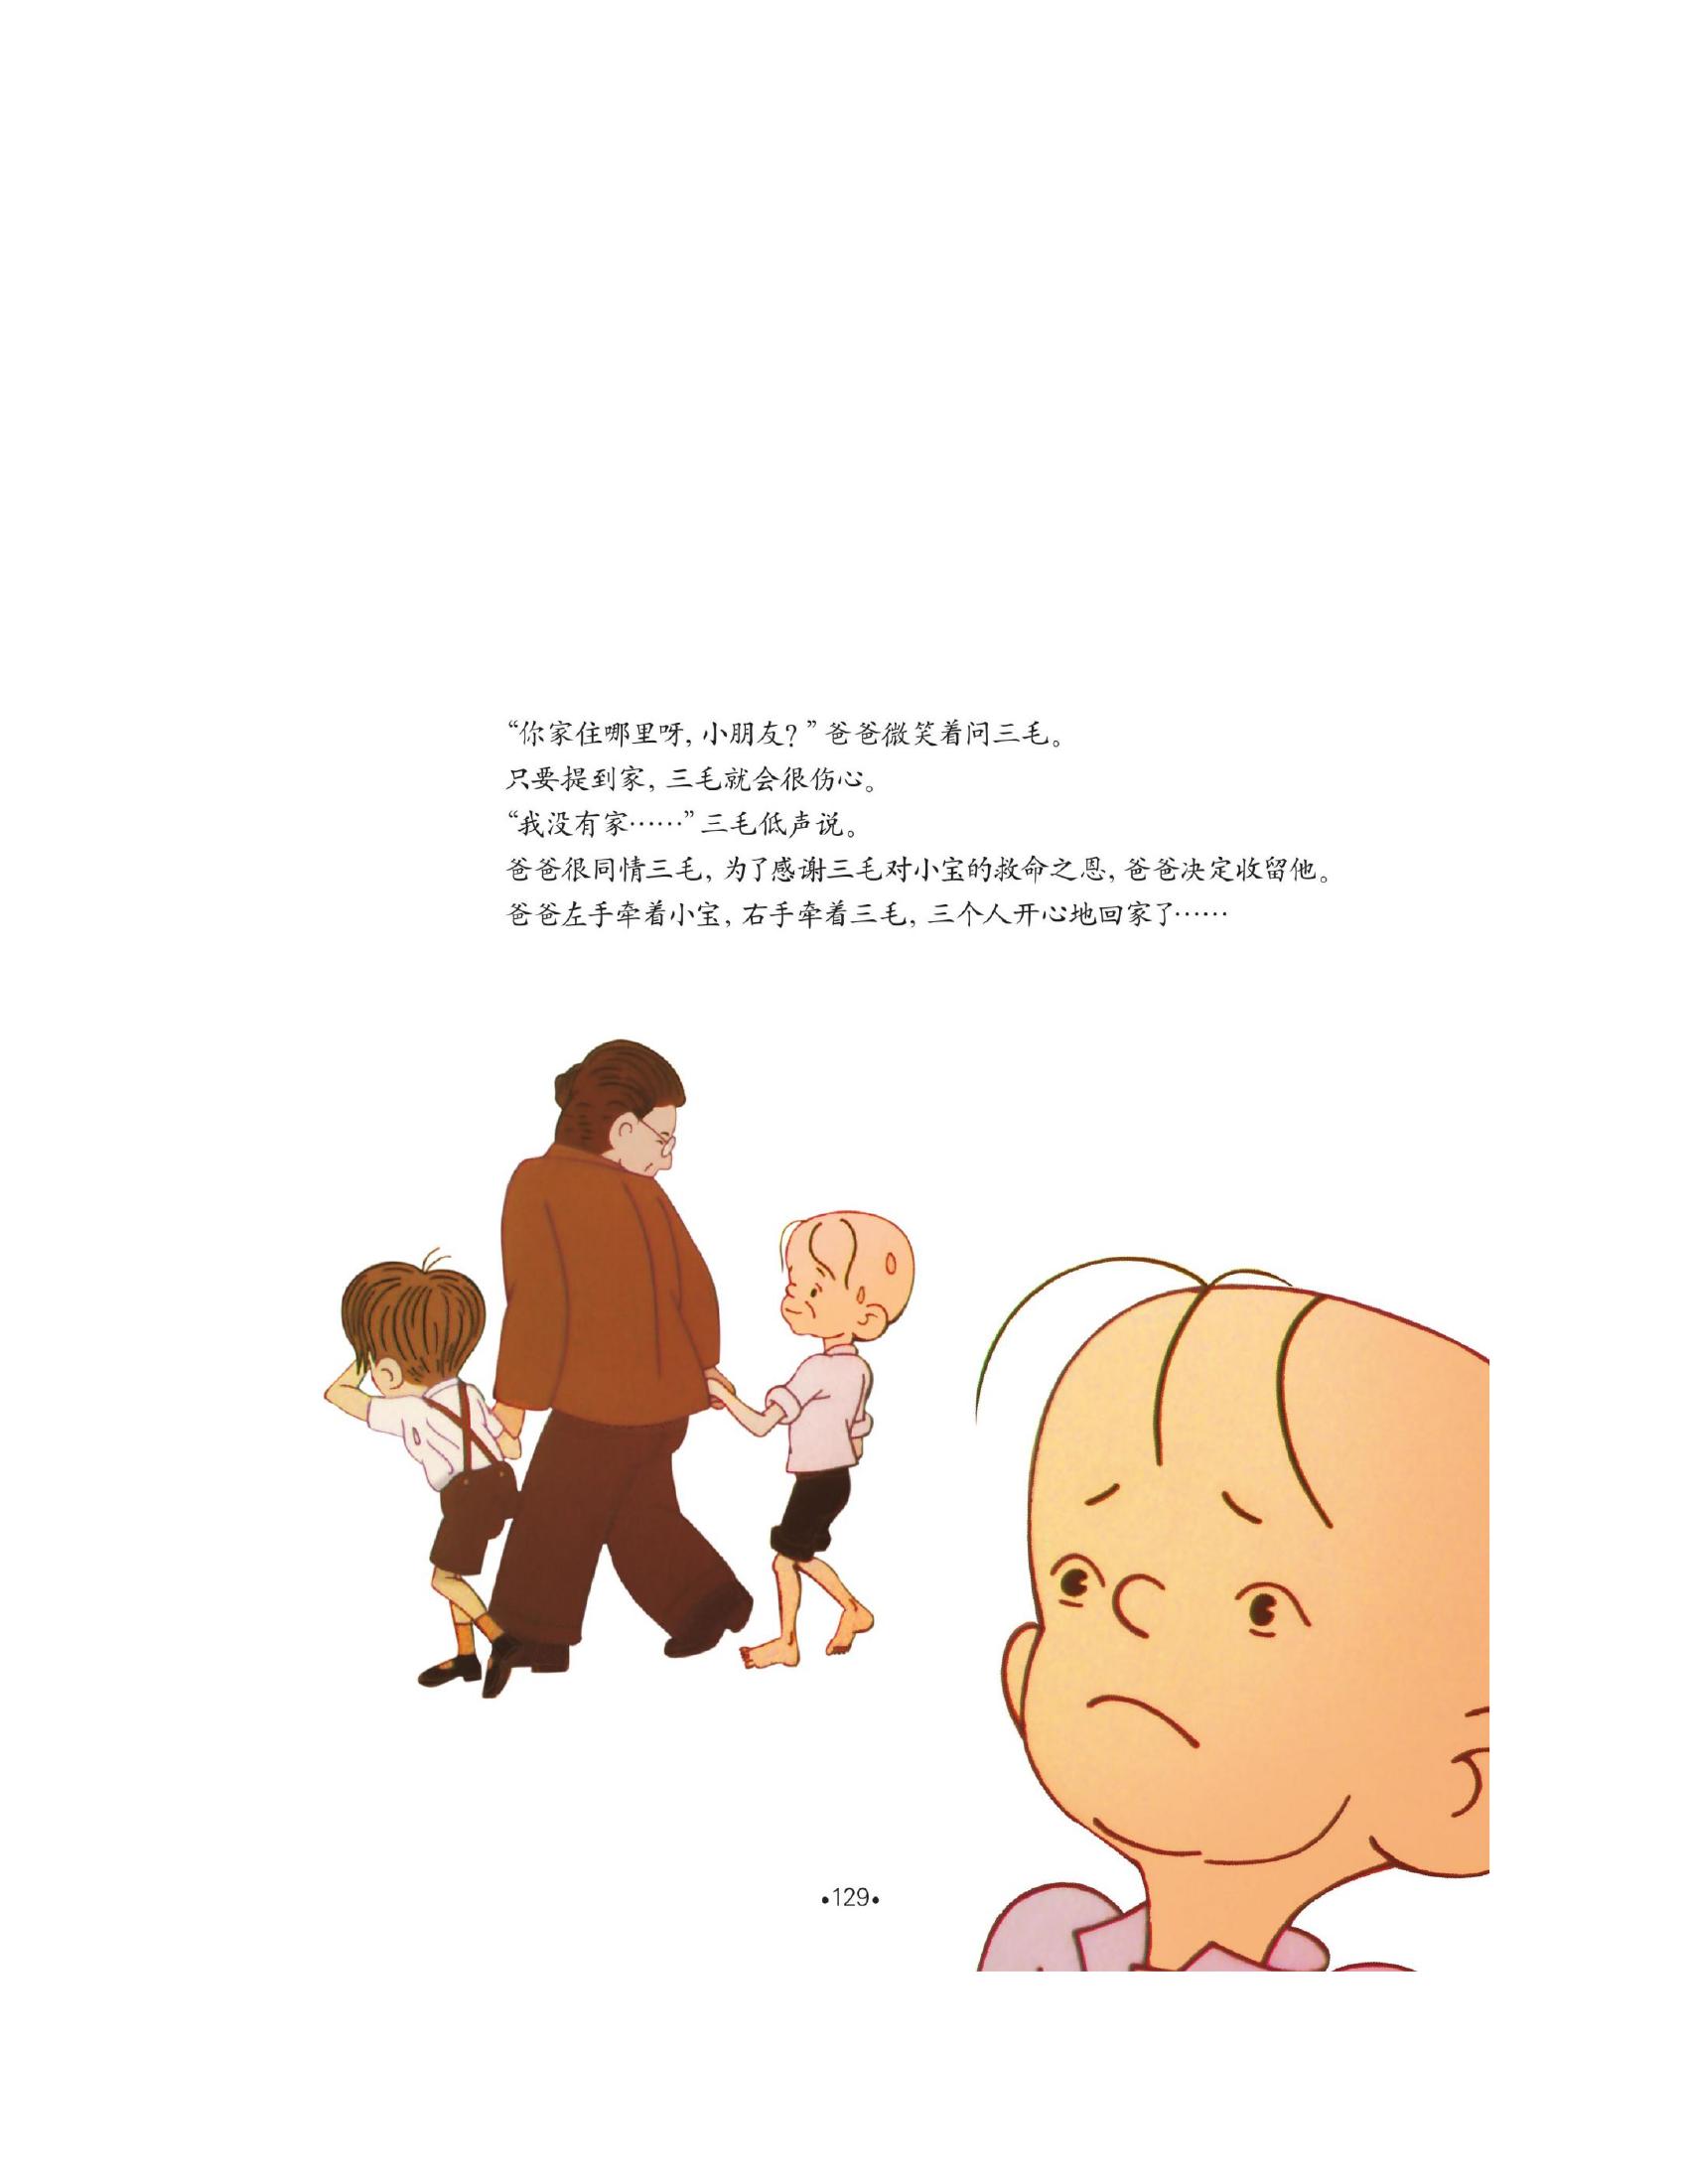 “你家住哪里呀，小朋友？”爸爸微笑着问三毛。
只要提到家，三毛就会很伤心。
“我没有家……”三毛低声说。
爸爸很同情三毛，为了感谢三毛对小宝的救命之恩，爸爸决定收留他。
爸爸左手牵着小宝，右手牵着三毛，三个人开心地回家了……
•129•